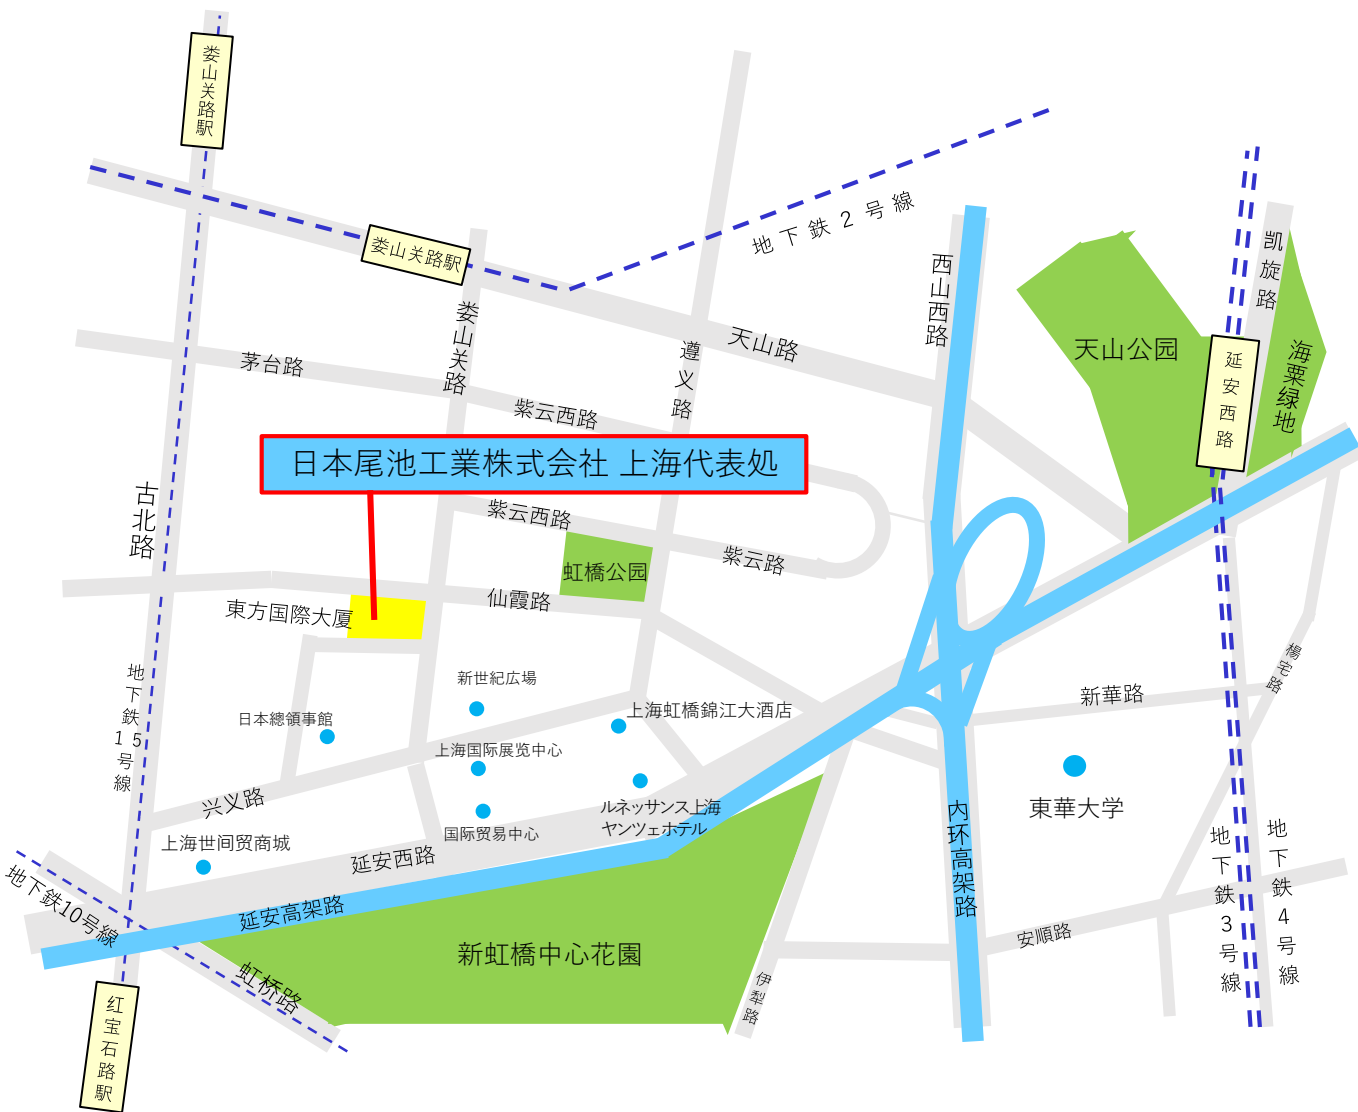 娄山关路駅
娄山关路駅
地下鉄2号線
天山路
西山西路
凯旋路
天山公园
海粟绿地
延安西路
娄山关路
遵义路
茅台路
紫云西路
日本尾池工業株式会社 上海代表処
古北路
紫云西路
紫云路
虹橋公园
仙霞路
東方国際大厦
地下鉄15号線
新世紀広場
日本總領事館
上海虹橋錦江大酒店
上海国际展览中心
新華路
楊宅路
兴义路
国际贸易中心
ルネッサンス上海
ヤンツェホテル
東華大学
上海世间贸商城
延安西路
延安高架路
内环高架路
地下鉄3号線
地下鉄4号線
地下鉄10号線
新虹橋中心花園
虹桥路
伊犁路
安順路
红宝石路駅